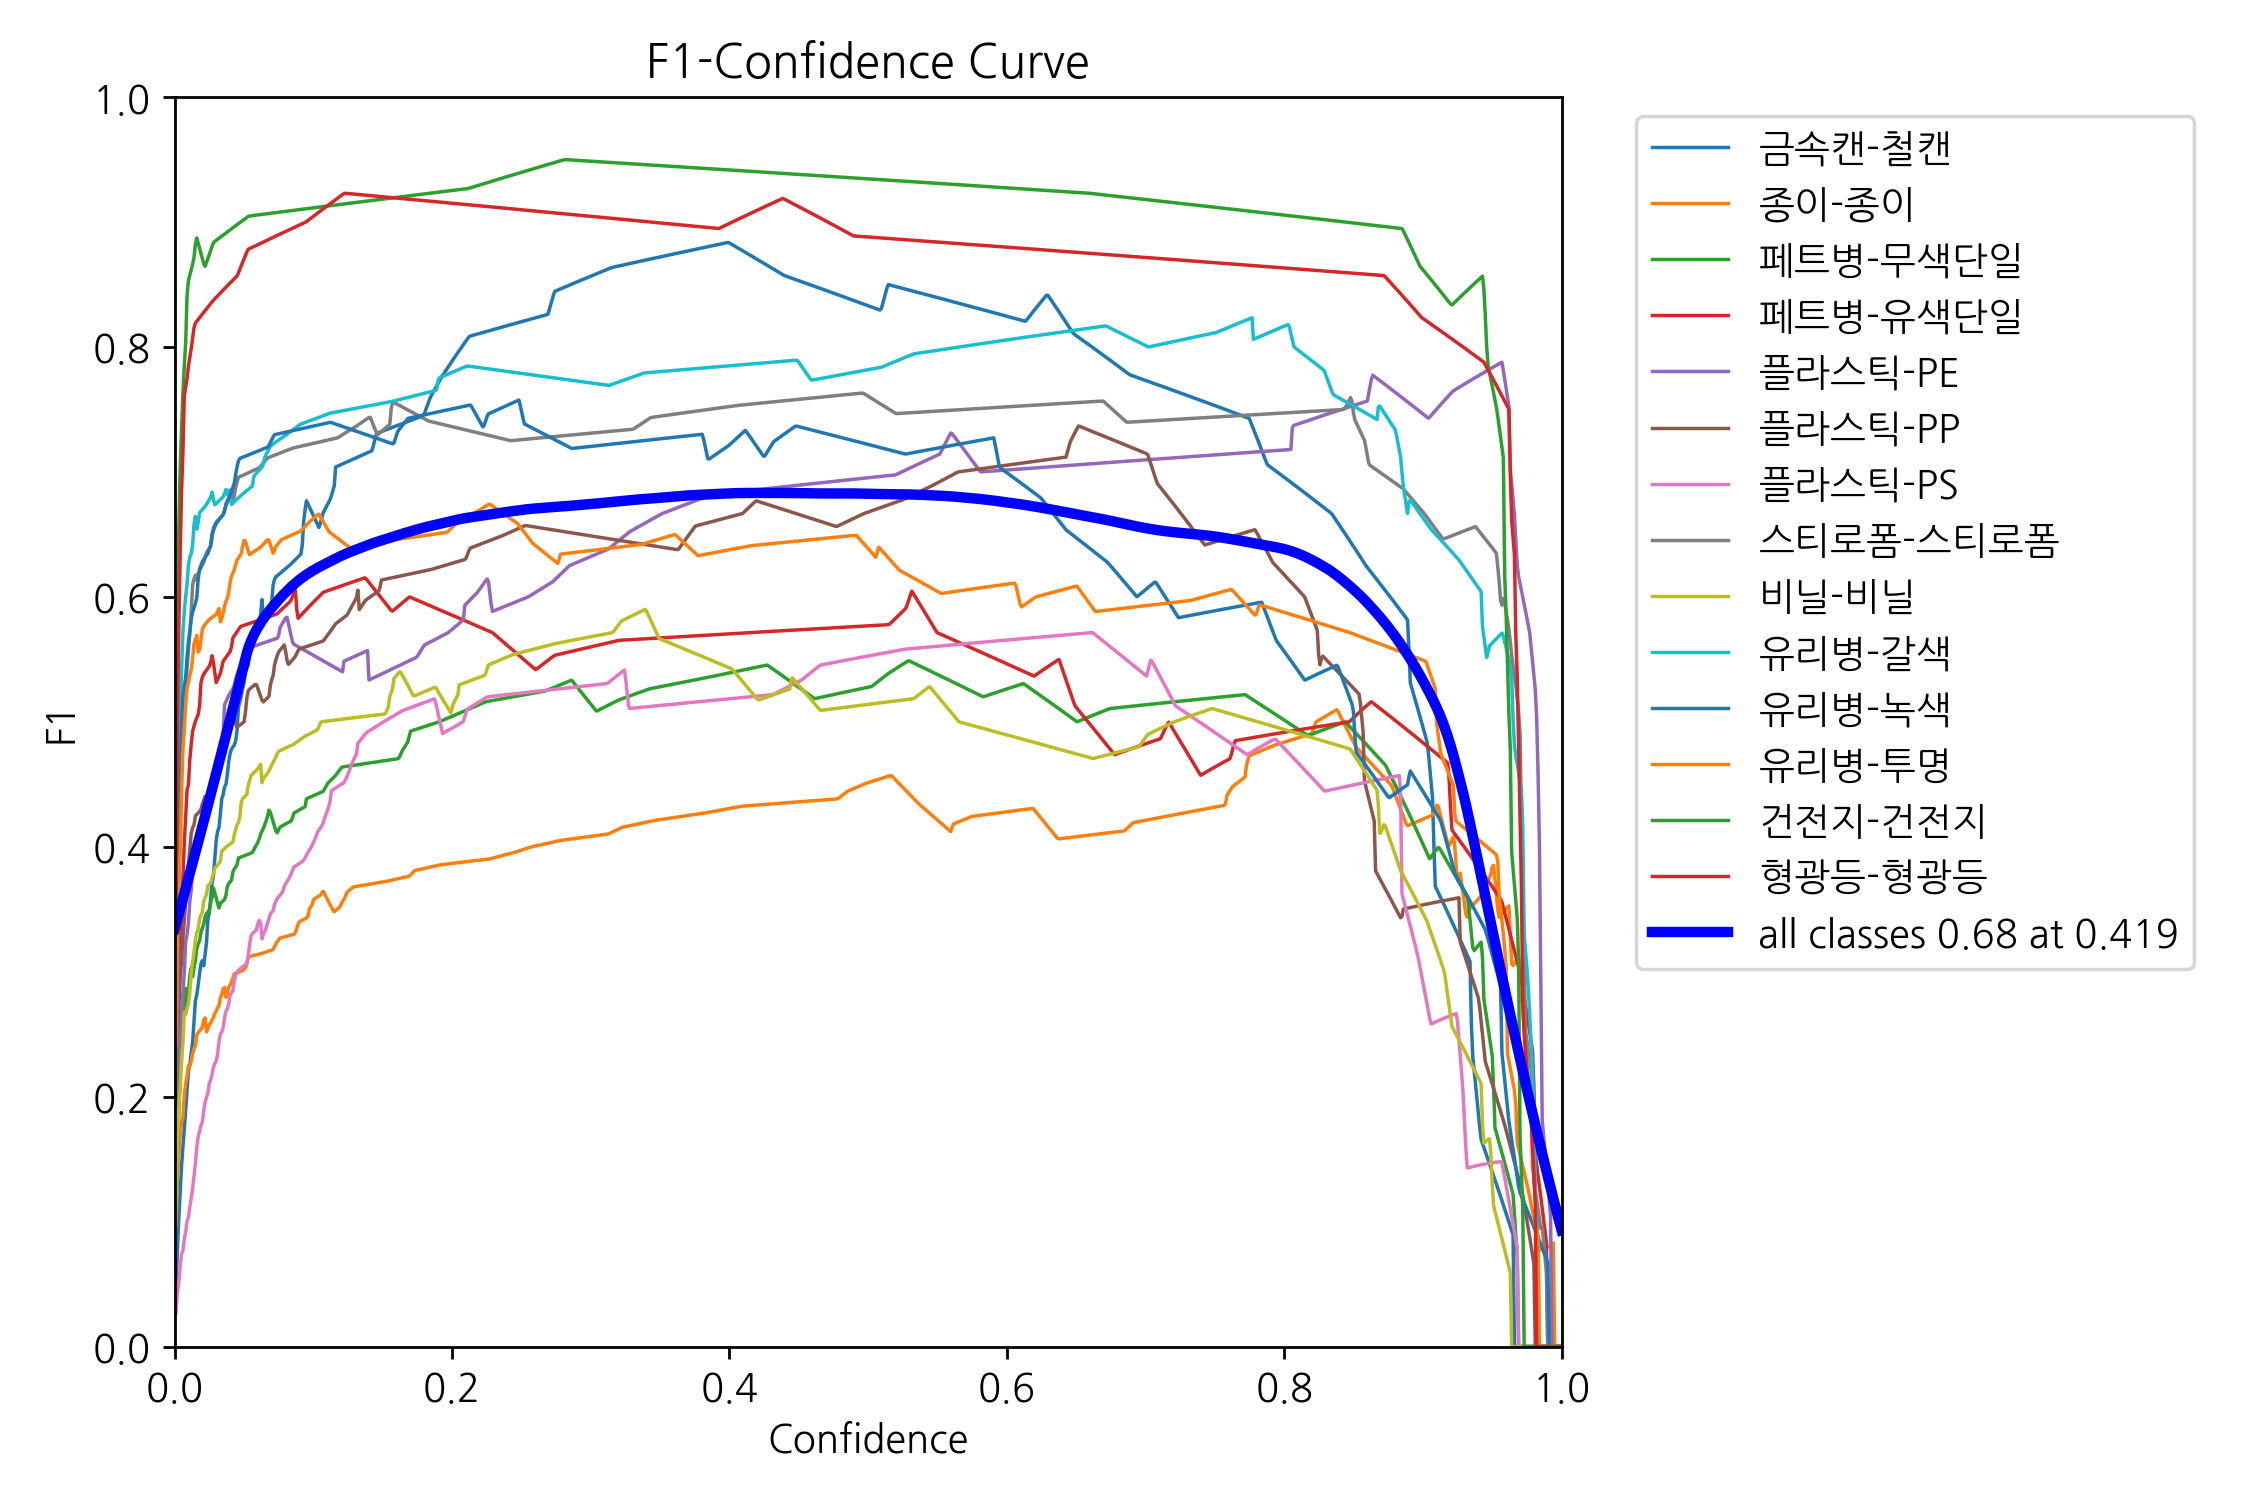 F1-Confidence Curve
1.0
0.8
0.6
0.4
0.2
0.0
F1
0.0 0.2 0.4 0.6 0.8 1.0
Confidence
금속캔-철캔
종이-종이
페트병-무색단일
페트병-유색단일
플라스틱-PE
플라스틱-PP
플라스틱-PS
스티로폼-스티로폼
비닐-비닐
유리병-갈색
유리병-녹색
유리병-투명
건전지-건전지
형광등-형광등
all classes 0.68 at 0.419